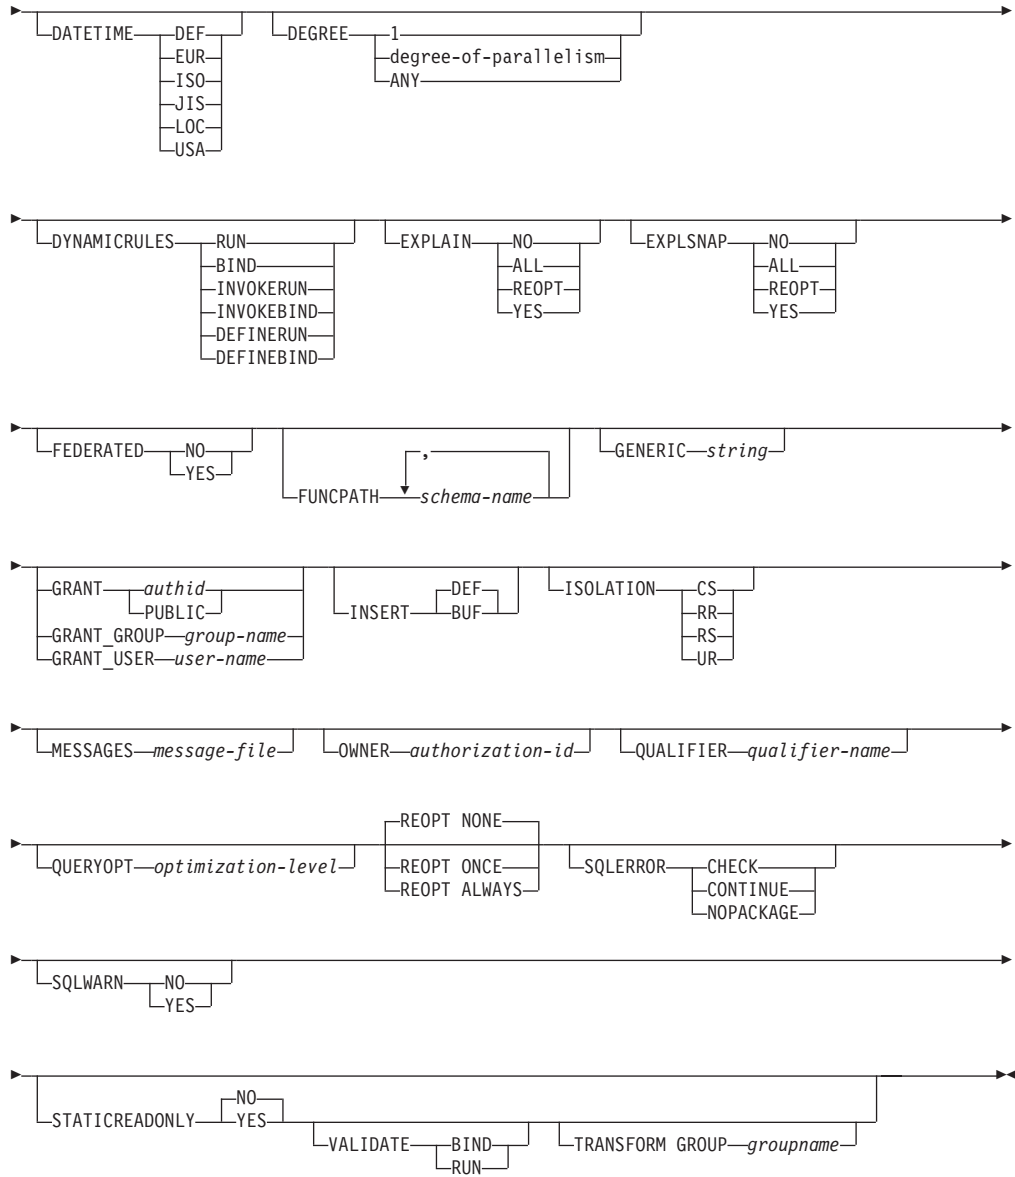 DATETIME DEF DEGREE 1
EUR degree-of-parallelism
ISO ANY
JIS
LOC
USA
DYNAMICRULES RUN EXPLAIN NO EXPLSNAP NO
BIND ALL ALL
INVOKERUN REOPT REOPT
INVOKEBIND YES YES
DEFINERUN
DEFINEBIND
FEDERATED NO , GENERIC string
YES
FUNCPATH schema-name
GRANT authid DEF ISOLATION CS
PUBLIC INSERT BUF RR
GRANT_GROUP group-name RS
GRANT_USER user-name UR
MESSAGES message-file OWNER authorization-id QUALIFIER qualifier-name
REOPT NONE
QUERYOPT optimization-level REOPT ONCE SQLERROR CHECK
REOPT ALWAYS CONTINUE
NOPACKAGE
SQLWARN NO
YES
NO
STATICREADONLY YES
VALIDATE BIND TRANSFORM GROUP groupname
RUN